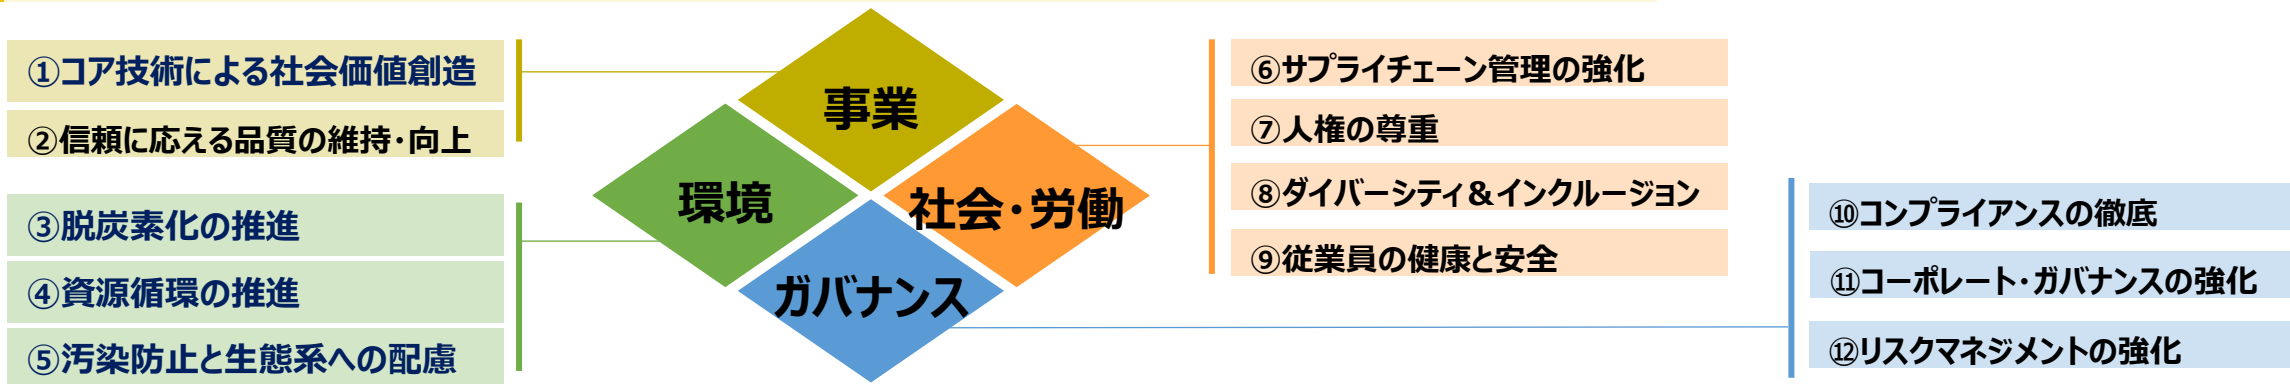 ①コア技術による社会価値創造
②信頼に応える品質の維持・向上
③脱炭素化の推進
④資源循環の推進
⑤汚染防止と生態系への配慮
事業
環境
社会・労働
ガバナンス
⑥サプライチェーン管理の強化
⑦人権の尊重
⑧ダイバーシティ&インクルージョン
⑨従業員の健康と安全
⑩コンプライアンスの徹底
⑪コーポレート・ガバナンスの強化
⑫リスクマネジメントの強化